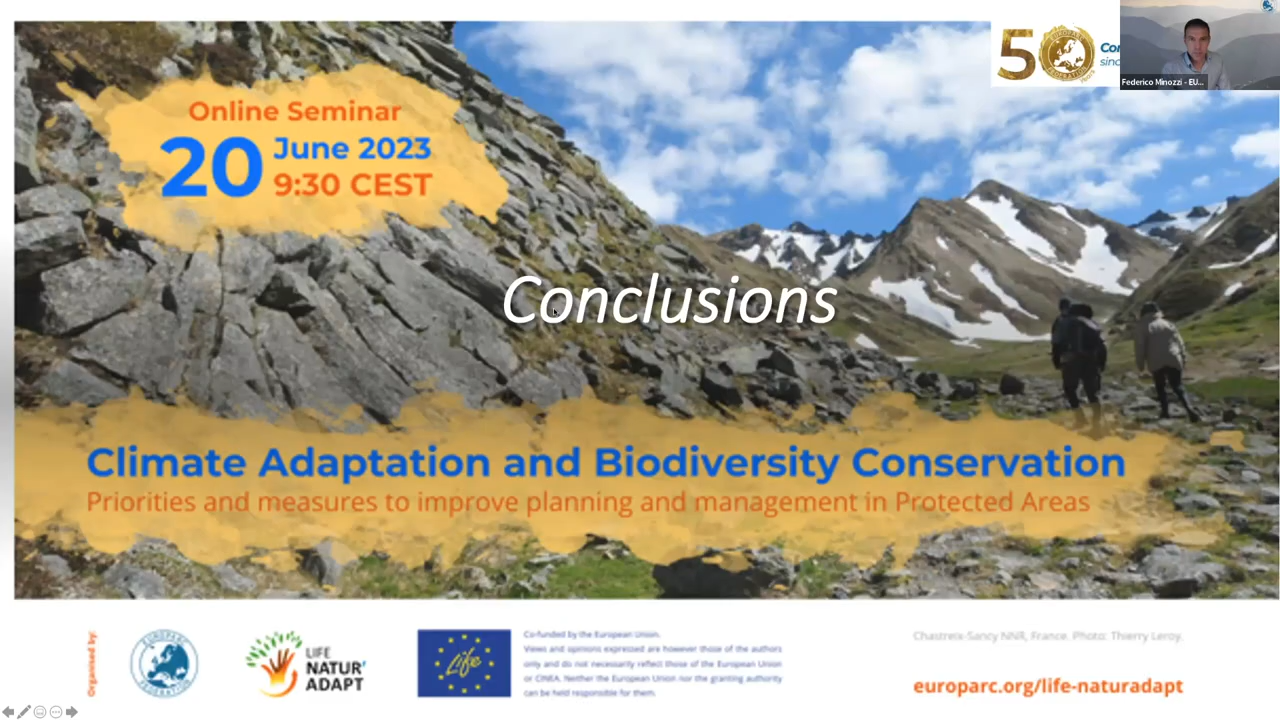 Online Seminar
20
June 2023
9:30 CEST
50
Federico Minozzi - EU...
Conclusions
Climate Adaptation and Biodiversity Conservation
Priorities and measures to improve planning and management in Protected Areas
Organised by:
EUROPARC
FEDERATION
LIFE
NATUR'
ADAPT
Life
Co-funded by the European Union.
Views and opinions expressed are however those of the authors
only and do not necessarily reflect those of the European Union
or CINEA. Neither the European Union nor the granting authority
can be held responsible for them.
Chastreix-Sancy NNR, France. Photo: Thierry Leroy.
europarc.org/life-naturadapt